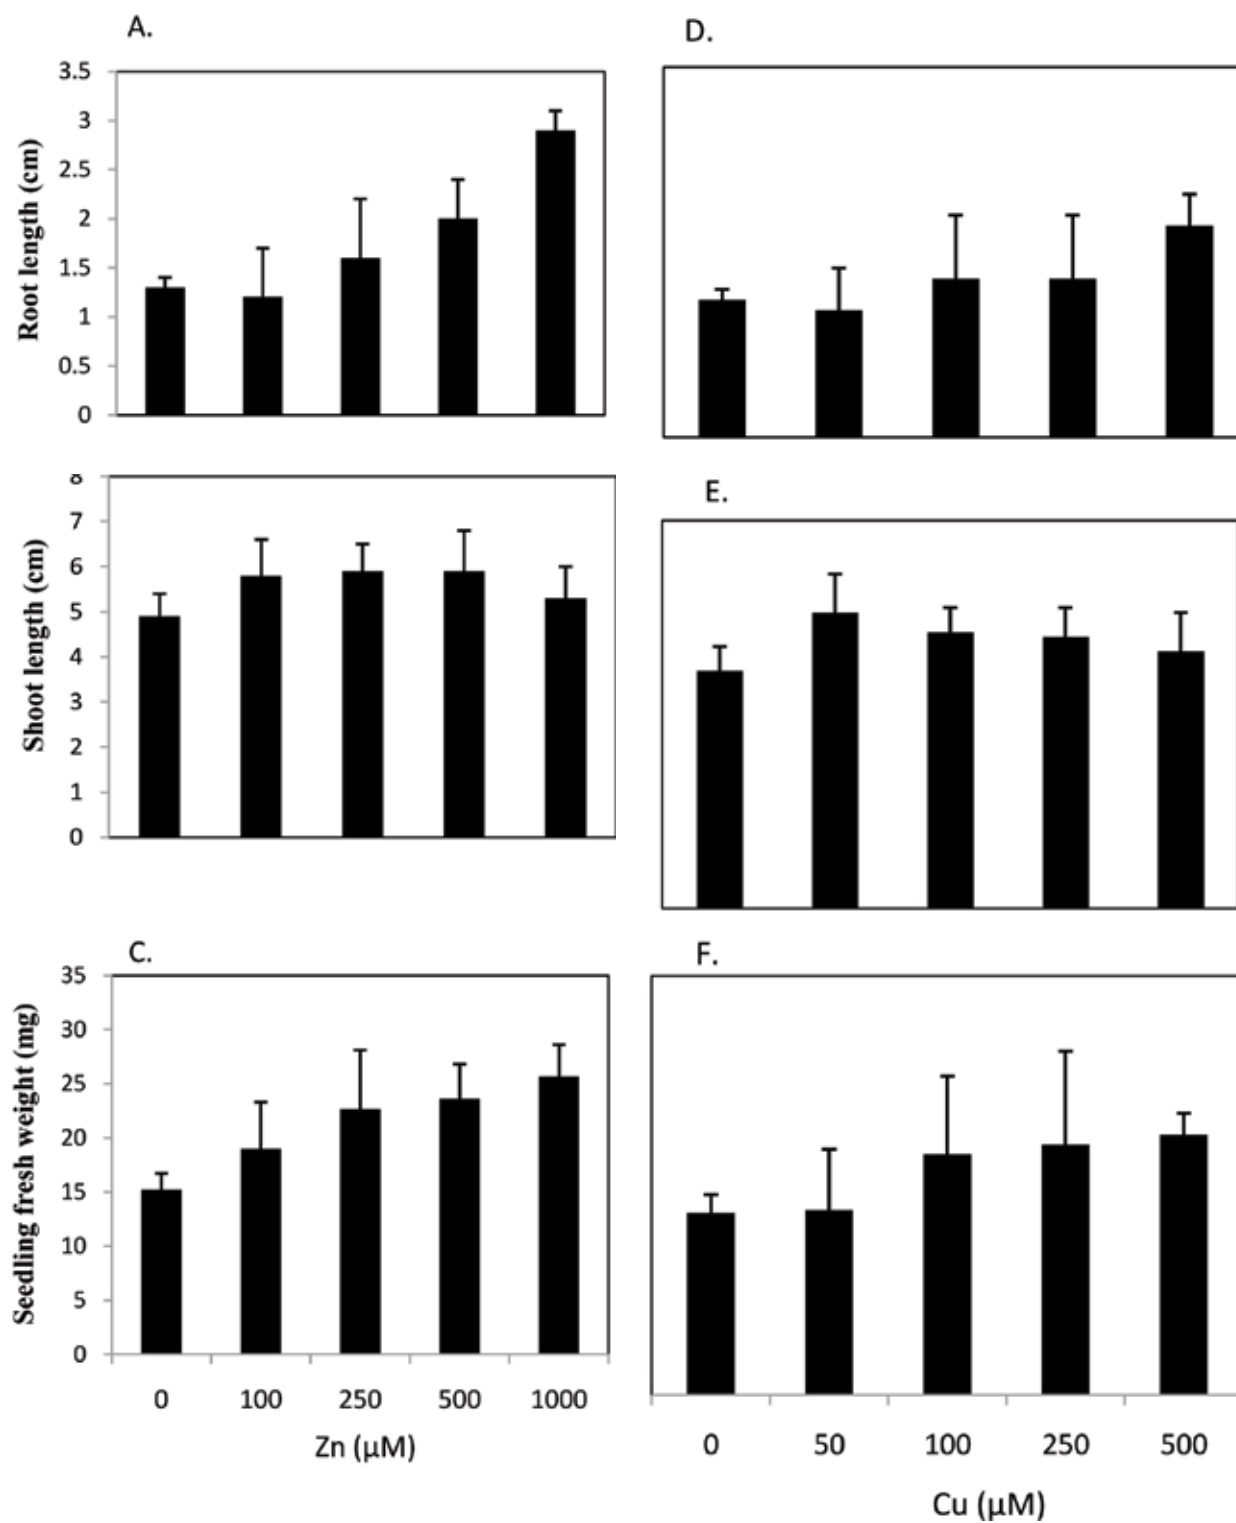 A.
D.
Root length (cm)
3.5
3
2.5
2
1.5
1
0.5
0
E.
Shoot length (cm)
8
7
6
5
4
3
2
1
0
C.
F.
Seedling fresh weight (mg)
35
30
25
20
15
10
5
0
0 100 250 500 1000
Zn (μM)
0 50 100 250 500
Cu (μM)